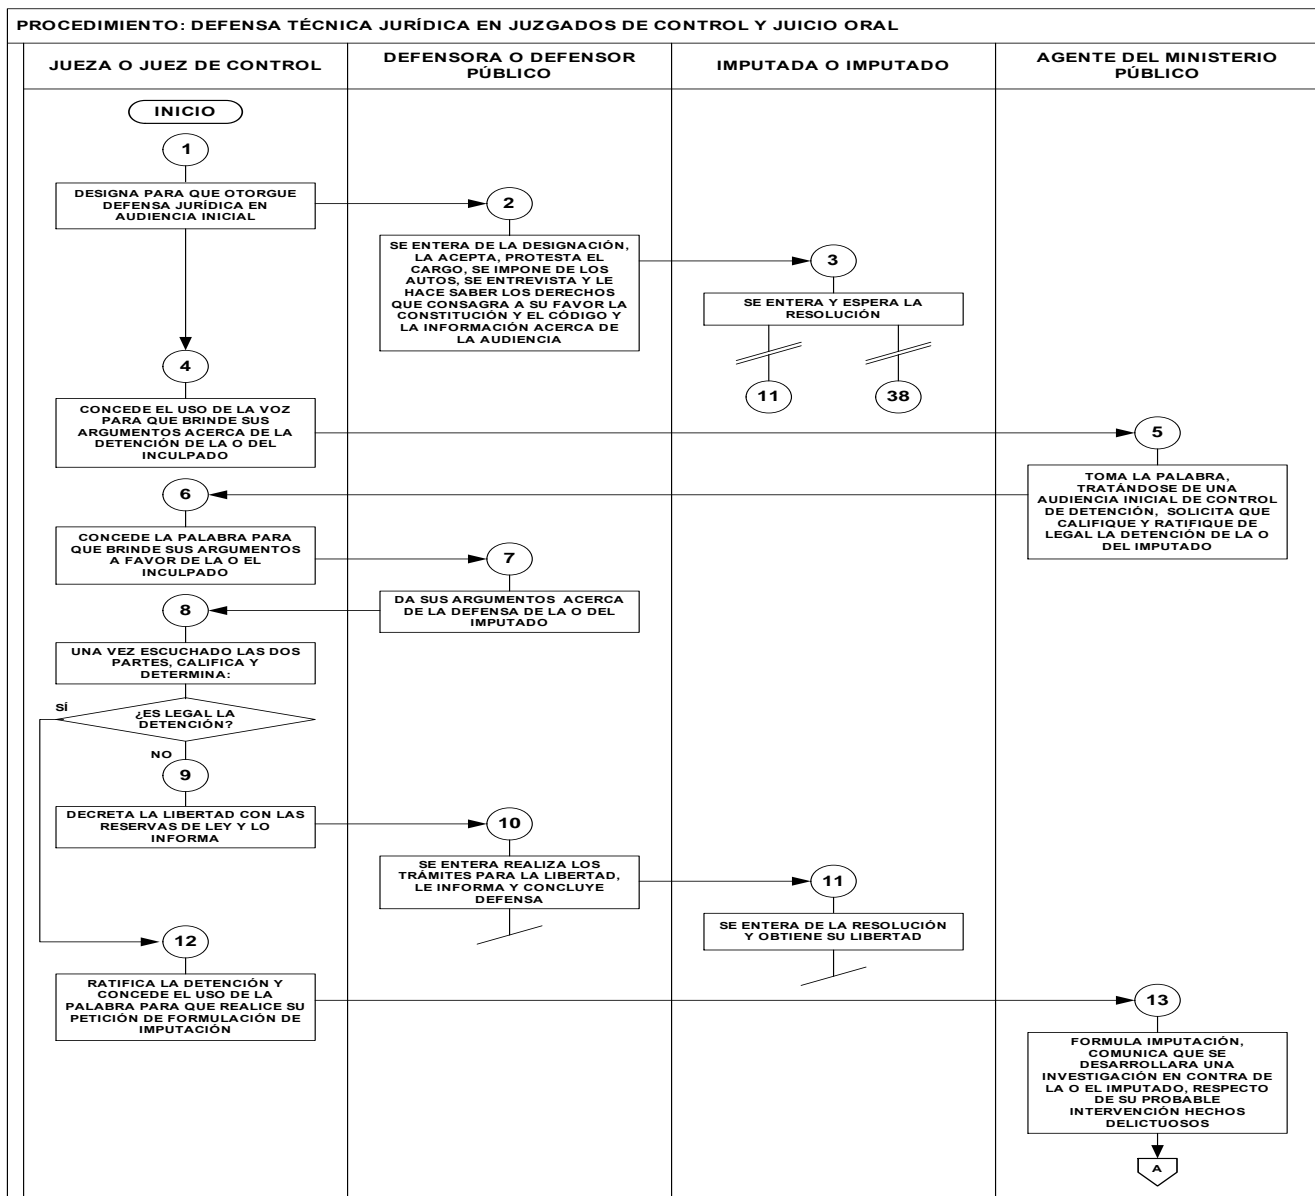 PROCEDIMIENTO: DEFENSA TÉCNICA JURÍDICA EN JUZGADOS DE CONTROL Y JUICIO ORAL
JUEZA O JUEZ DE CONTROL
DEFENSORA O DEFENSOR
PÚBLICO
IMPUTADA O IMPUTADO
AGENTE DEL MINISTERIO
PÚBLICO
INICIO
1
DESIGNA PARA QUE OTORGUE
DEFENSA JURÍDICA EN
AUDIENCIA INICIAL
2
SE ENTERA DE LA DESIGNACIÓN,
LA ACEPTA, PROTESTA EL
CARGO, SE IMPONE DE LOS
AUTOS, SE ENTREVISTA Y LE
HACE SABER LOS DERECHOS
QUE CONSAGRA A SU FAVOR LA
CONSTITUCIÓN Y EL CÓDIGO Y
LA INFORMACIÓN ACERCA DE
LA AUDIENCIA
3
SE ENTERA Y ESPERA LA
RESOLUCIÓN
11
38
4
CONCEDE EL USO DE LA VOZ
PARA QUE BRINDE SUS
ARGUMENTOS ACERCA DE LA
DETENCIÓN DE LA O DEL
INCULPADO
5
TOMA LA PALABRA,
TRATÁNDOSE DE UNA
AUDIENCIA INICIAL DE CONTROL
DE DETENCIÓN, SOLICITA QUE
CALIFIQUE Y RATIFIQUE DE
LEGAL LA DETENCIÓN DE LA O
DEL IMPUTADO
6
CONCEDE LA PALABRA PARA
QUE BRINDE SUS ARGUMENTOS
A FAVOR DE LA O EL
INCULPADO
7
DA SUS ARGUMENTOS ACERCA
DE LA DEFENSA DE LA O DEL
IMPUTADO
8
UNA VEZ ESCUCHADO LAS DOS
PARTES, CALIFICA Y
DETERMINA:
SÍ
¿ES LEGAL LA
DETENCIÓN?
NO
9
DECRETA LA LIBERTAD CON LAS
RESERVAS DE LEY Y LO
INFORMA
10
SE ENTERA REALIZA LOS
TRÁMITES PARA LA LIBERTAD,
LE INFORMA Y CONCLUYE
DEFENSA
11
SE ENTERA DE LA RESOLUCIÓN
Y OBTIENE SU LIBERTAD
12
RATIFICA LA DETENCIÓN Y
CONCEDE EL USO DE LA
PALABRA PARA QUE REALICE SU
PETICIÓN DE FORMULACIÓN DE
IMPUTACIÓN
13
FORMULA IMPUTACIÓN,
COMUNICA QUE SE
DESARROLLARA UNA
INVESTIGACIÓN EN CONTRA DE
LA O EL IMPUTADO, RESPECTO
DE SU PROBABLE
INTERVENCIÓN HECHOS
DELICTUOSOS
A